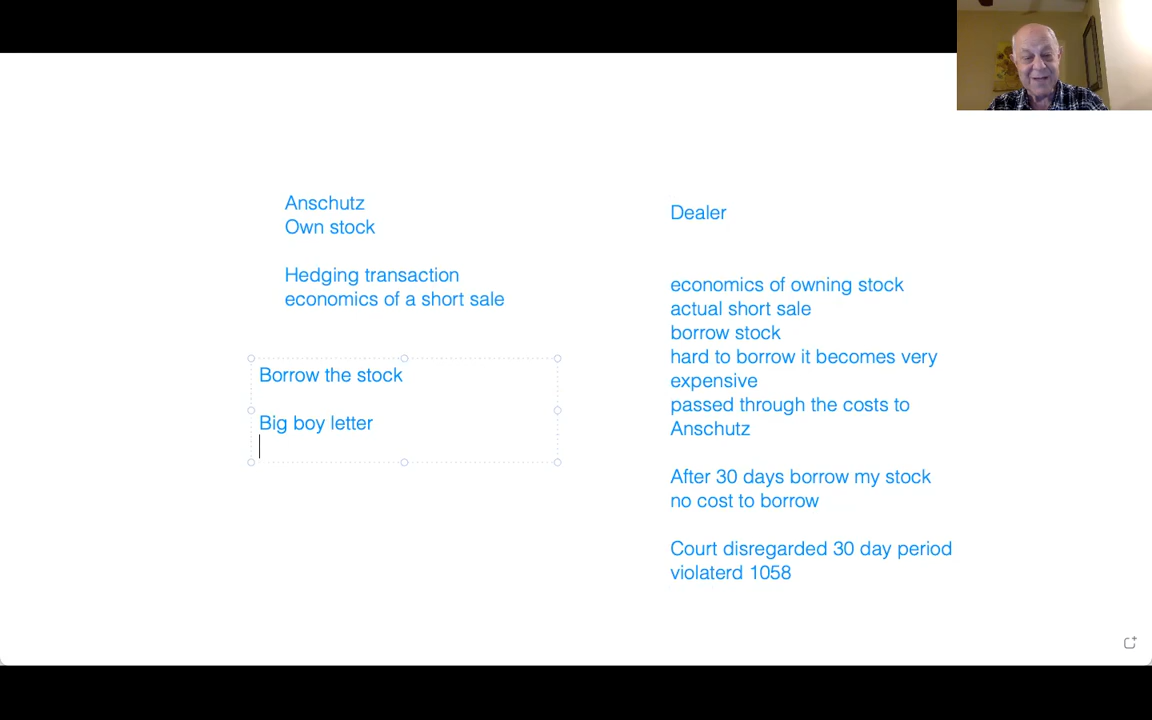 Anschutz
Own stock
Hedging transaction
economics of a short sale
Borrow the stock
Big boy letter
Dealer
economics of owning stock
actual short sale
borrow stock
hard to borrow it becomes very
expensive
passed through the costs to
Anschutz
After 30 days borrow my stock
no cost to borrow
Court disregarded 30 day period
violaterd 1058